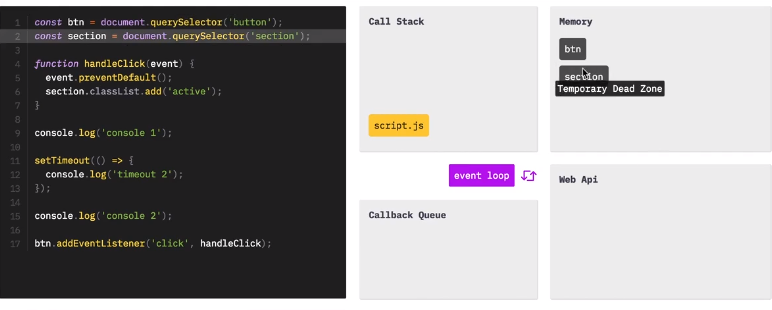 1 const btn = document.querySelector('button');
2 const section = document.querySelector('section');
3
4 function handleClick(event) {
5 event.preventDefault();
6 section.classList.add('active');
7 }
8
9 console.log('console 1');
10
11 setTimeout(() => {
12 console.log('timeout 2');
13 });
14
15 console.log('console 2');
16
17 btn.addEventListener('click', handleClick);
Call Stack
script.js
Memory
btn
section
Temporary Dead Zone
event loop
Web Api
Callback Queue